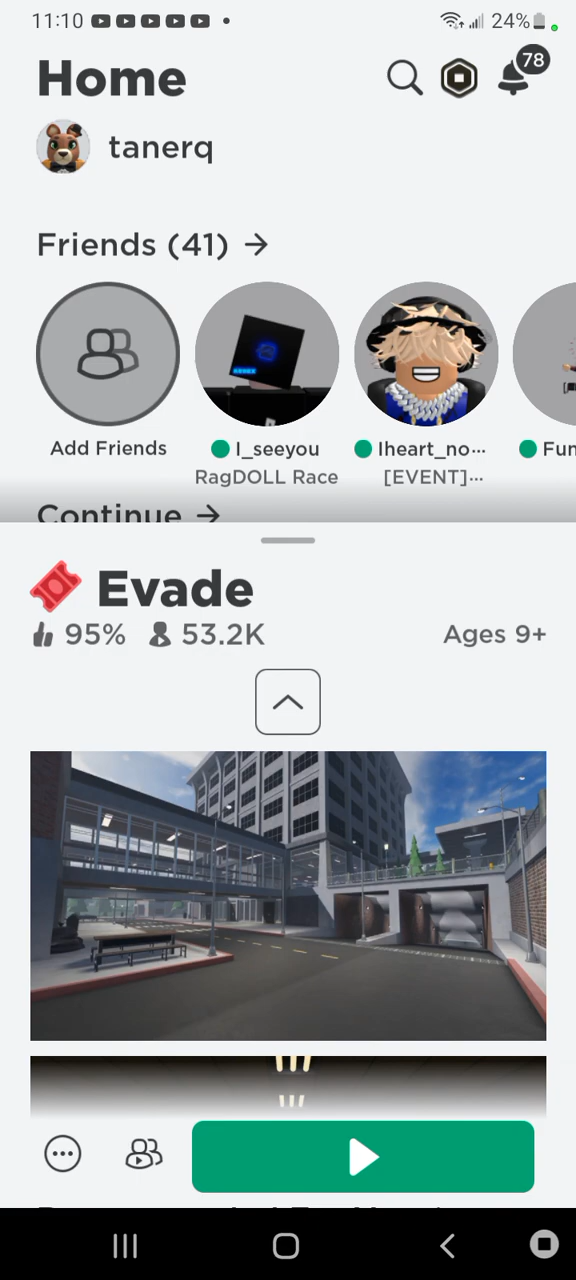 11:10
24%
Home
78
tanerq
Friends (41)
Add Friends
I_seeyou
RagDOLL Race
Iheart_no...
[EVENT]...
Fun
Continue
Evade
95% 53.2K
Ages 9+